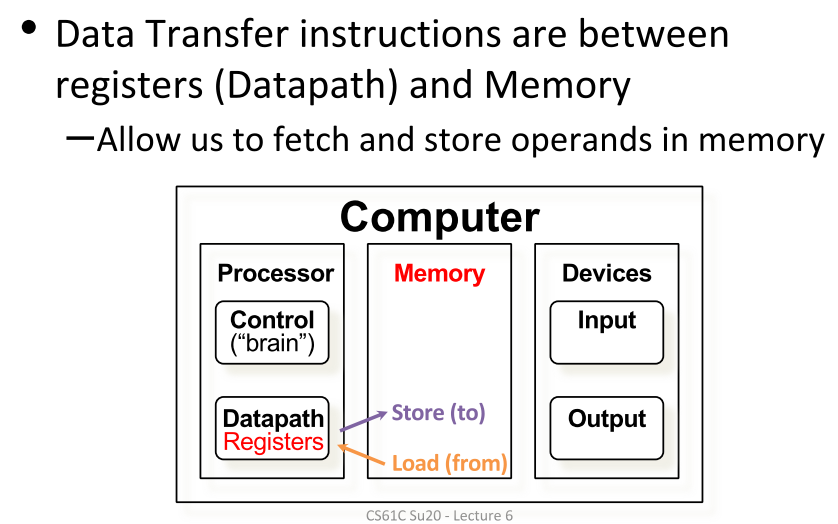 • Data Transfer instructions are between
registers (Datapath) and Memory
–Allow us to fetch and store operands in memory
Computer
Processor
Control
(“brain”)
Datapath
Registers
Memory
Store (to)
Load (from)
Devices
Input
Output
CS61C Su20 - Lecture 6